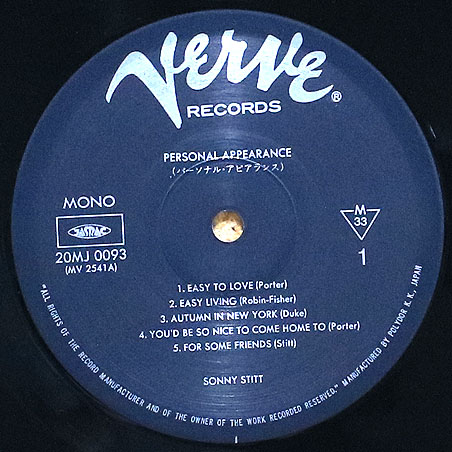 Verve
RECORDS ®
PERSONAL APPEARANCE
(パーソナル・アピアランス)
MONO
JASRAC
20MJ 0093
(MV 2541A)
M
33
1
1. EASY TO LOVE (Porter)
2. EASY LIVING (Robin-Fisher)
3. AUTUMN IN NEW YORK (Duke)
4. YOU'D BE SO NICE TO COME HOME TO (Porter)
5. FOR SOME FRIENDS (Stitt)
SONNY STITT
"ALL RIGHTS OF THE RECORD MANUFACTURER AND OF THE OWNER OF THE WORK RECORDED RESERVED." MANUFACTURED BY POLYDOR K.K., JAPAN